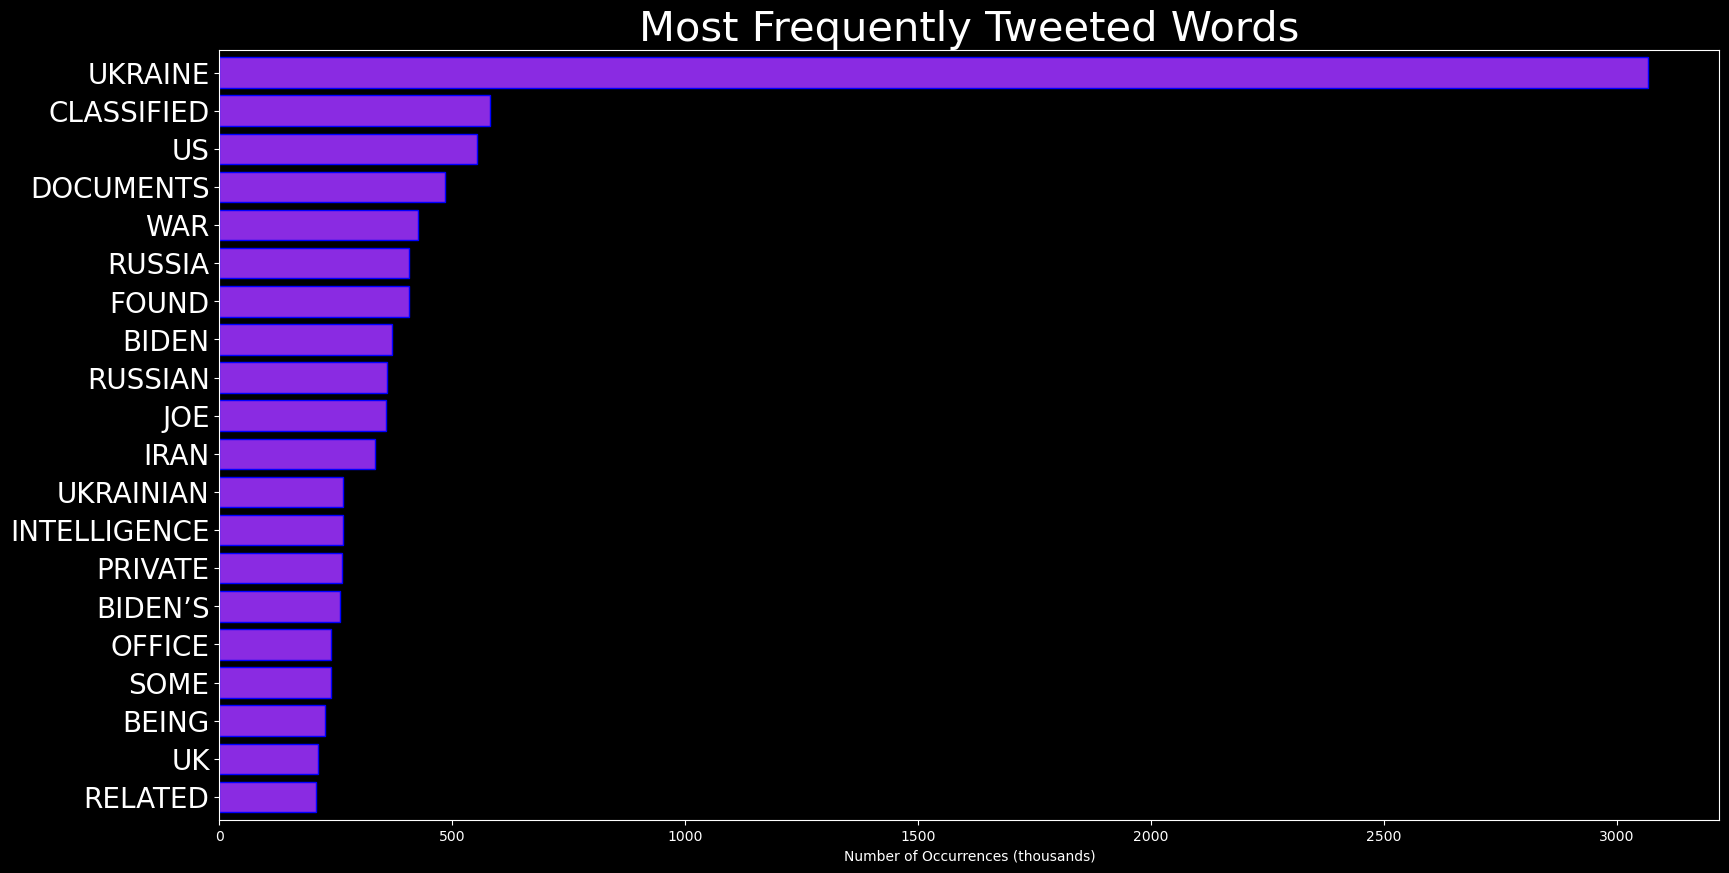 Most Frequently Tweeted Words
UKRAINE
CLASSIFIED
US
DOCUMENTS
WAR
RUSSIA
FOUND
BIDEN
RUSSIAN
JOE
IRAN
UKRAINIAN
INTELLIGENCE
PRIVATE
BIDEN’S
OFFICE
SOME
BEING
UK
RELATED
0 500 1000 1500 2000 2500 3000
Number of Occurrences (thousands)